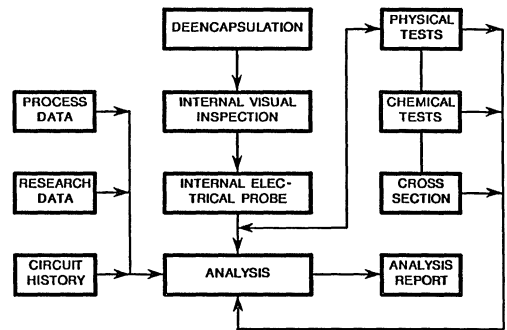 DEENCAPSULATION
PHYSICAL
TESTS
PROCESS
DATA
INTERNAL VISUAL
INSPECTION
CHEMICAL
TESTS
RESEARCH
DATA
INTERNAL ELEC-
TRICAL PROBE
CROSS
SECTION
CIRCUIT
HISTORY
ANALYSIS
ANALYSIS
REPORT